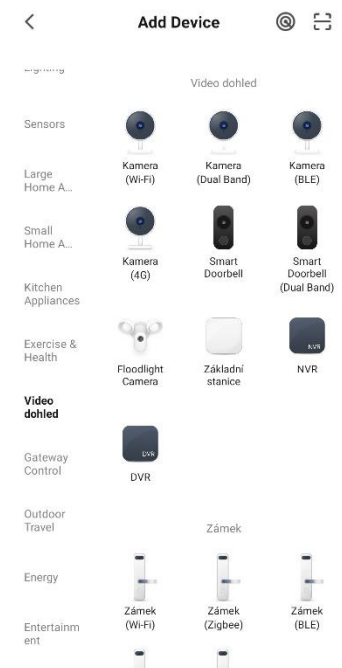 Add Device
Lighting
Sensors
Large
Home A...
Small
Home A...
Kitchen
Appliances
Exercise &
Health
Video
dohled
Gateway
Control
Outdoor
Travel
Energy
Entertainm
ent
Video dohled
Kamera
(Wi-Fi)
Kamera
(Dual Band)
Kamera
(BLE)
Kamera
(4G)
Smart
Doorbell
Smart
Doorbell
(Dual Band)
Floodlight
Camera
Základní
stanice
NVR
NVR
DVR
DVR
Zámek
Zámek
(Wi-Fi)
Zámek
(Zigbee)
Zámek
(BLE)